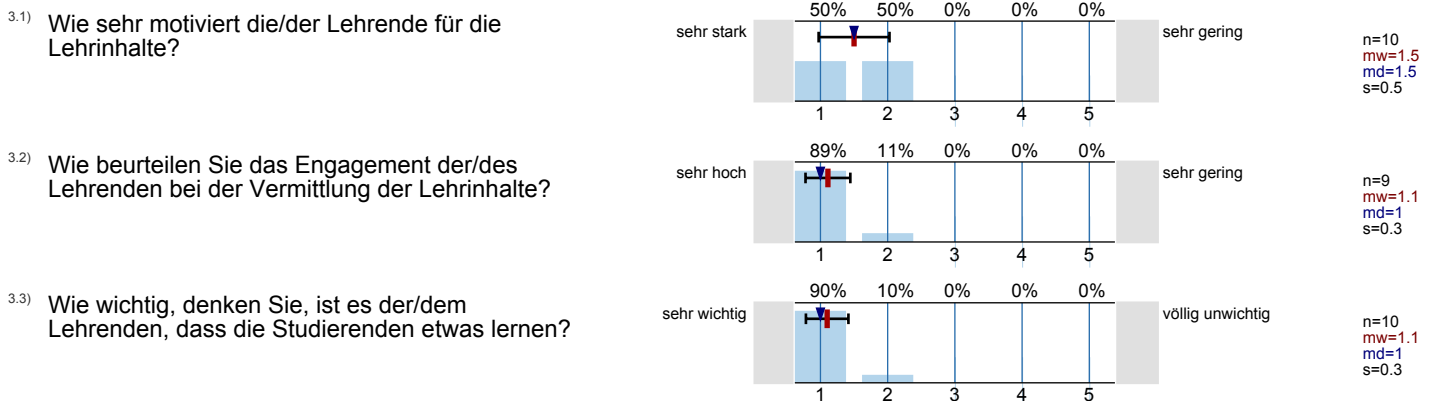 3.1) Wie sehr motiviert die/der Lehrende für die
Lehrinhalte?
50% 50% 0% 0% 0%
sehr stark
sehr gering
1 2 3 4 5
n=10
mw=1.5
md=1.5
s=0.5
3.2) Wie beurteilen Sie das Engagement der/des
Lehrenden bei der Vermittlung der Lehrinhalte?
89% 11% 0% 0% 0%
sehr hoch
sehr gering
1 2 3 4 5
n=9
mw=1.1
md=1
s=0.3
3.3) Wie wichtig, denken Sie, ist es der/dem
Lehrenden, dass die Studierenden etwas lernen?
90% 10% 0% 0% 0%
sehr wichtig
völlig unwichtig
1 2 3 4 5
n=10
mw=1.1
md=1
s=0.3